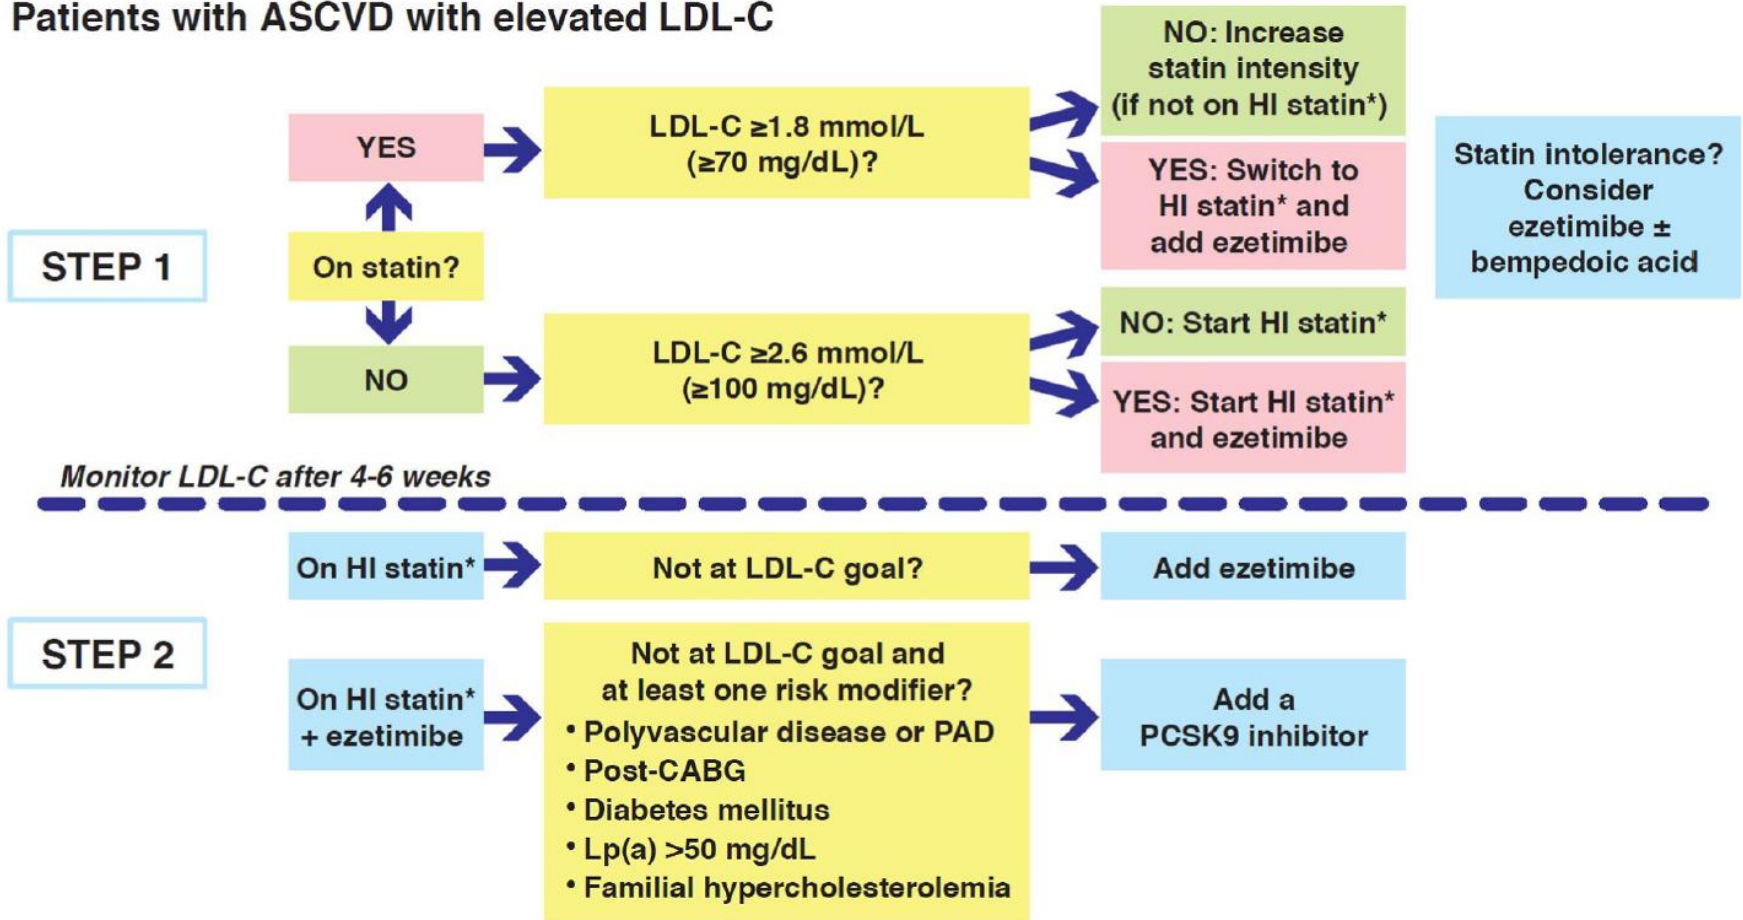 Patients with ASCVD with elevated LDL-C
STEP 1
On statin?
YES
LDL-C ≥1.8 mmol/L
(≥70 mg/dL)?
NO: Increase
statin intensity
(if not on HI statin*)
YES: Switch to
HI statin* and
add ezetimibe
NO
LDL-C ≥2.6 mmol/L
(≥100 mg/dL)?
NO: Start HI statin*
YES: Start HI statin*
and ezetimibe
Statin intolerance?
Consider
ezetimibe ±
bempedoic acid
Monitor LDL-C after 4-6 weeks
STEP 2
On HI statin*
Not at LDL-C goal?
Add ezetimibe
On HI statin*
+ ezetimibe
Not at LDL-C goal and
at least one risk modifier?
• Polyvascular disease or PAD
• Post-CABG
• Diabetes mellitus
• Lp(a) >50 mg/dL
• Familial hypercholesterolemia
Add a
PCSK9 inhibitor